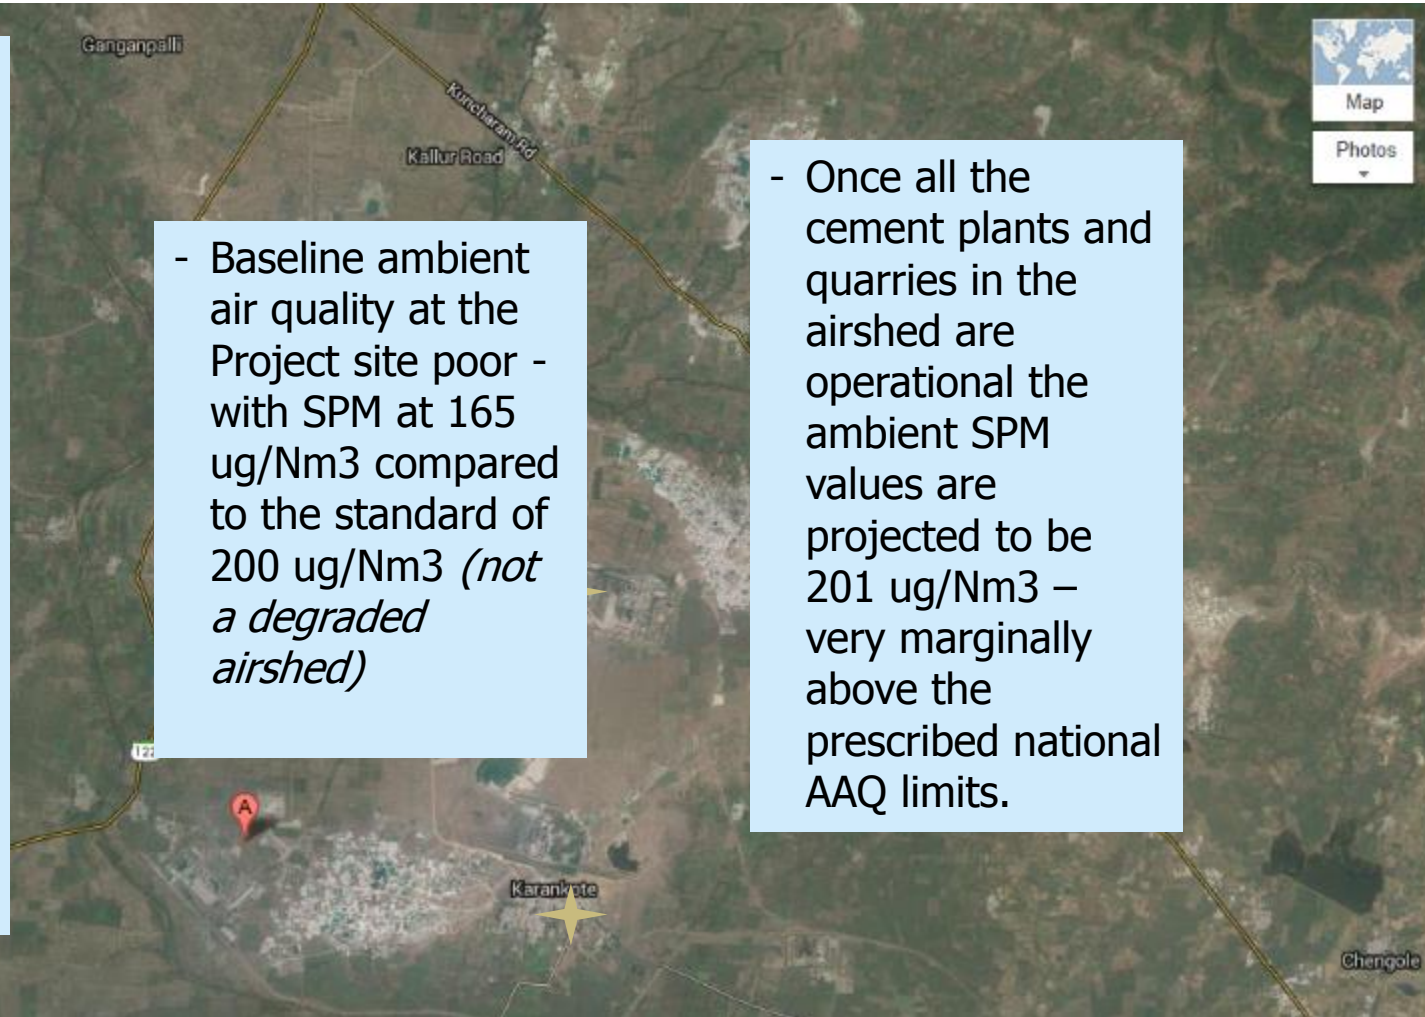 Ganganpalli
Kuncharam Rd
Kallur Road
Map
Photos
- Baseline ambient
air quality at the
Project site poor -
with SPM at 165
ug/Nm3 compared
to the standard of
200 ug/Nm3 (not
a degraded
airshed)
- Once all the
cement plants and
quarries in the
airshed are
operational the
ambient SPM
values are
projected to be
201 ug/Nm3 –
very marginally
above the
prescribed national
AAQ limits.
A
Karankote
Chengole